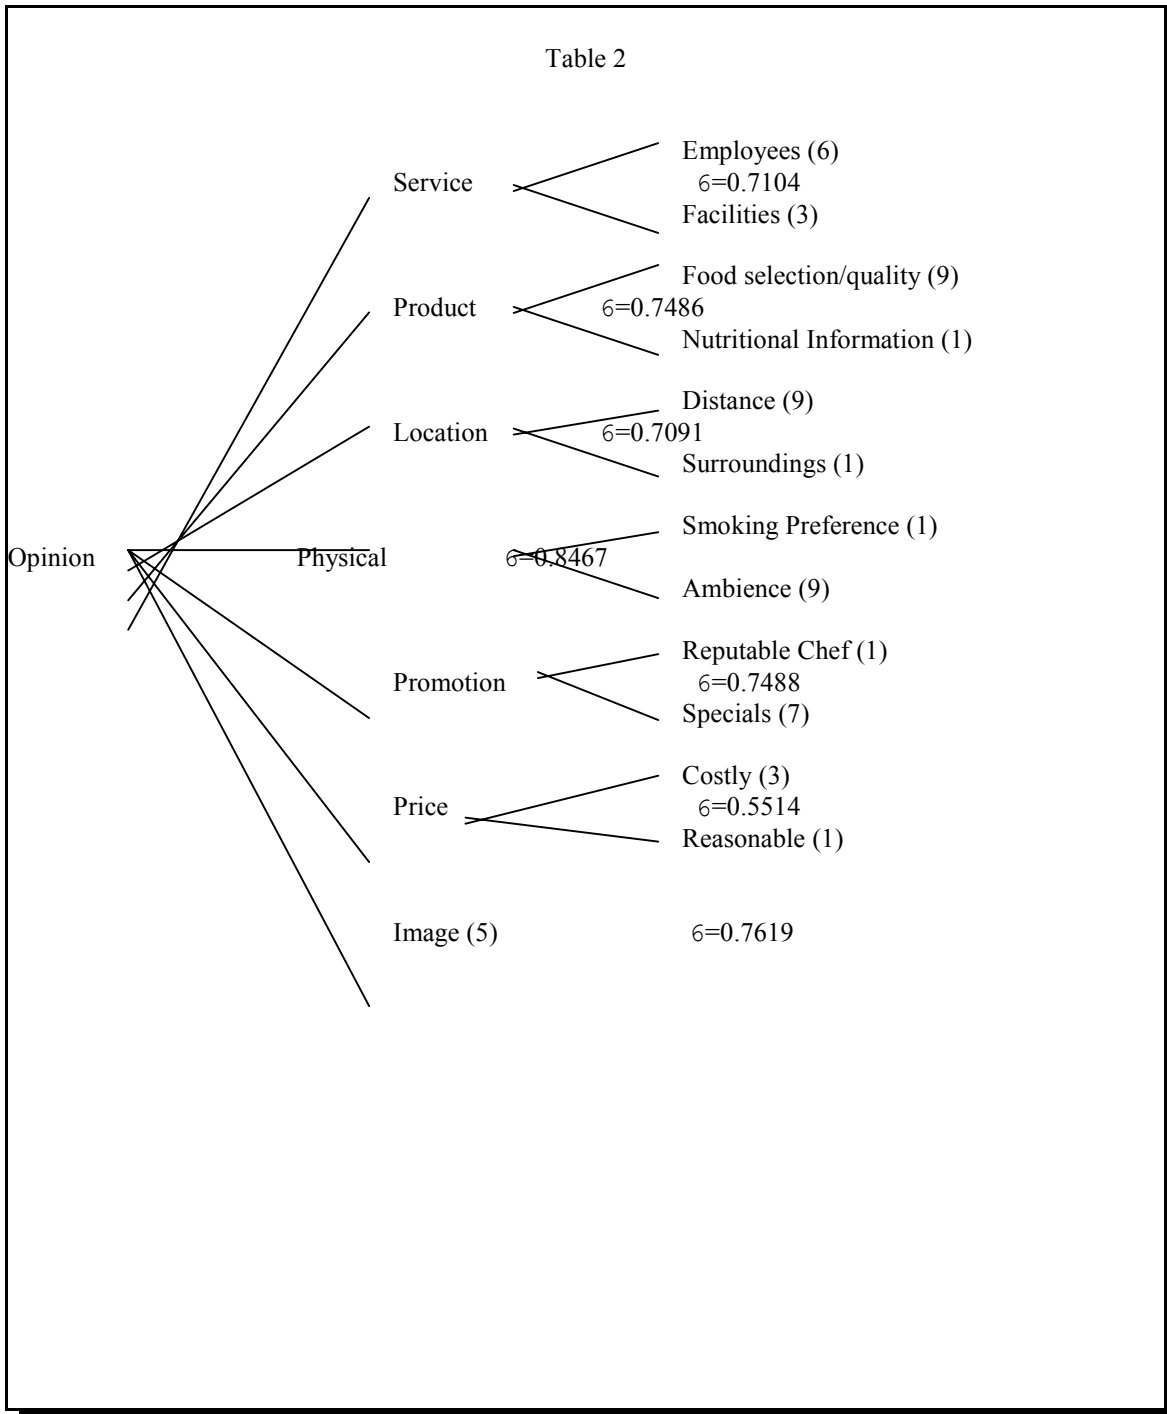 Table 2
Employees (6)
Service 6=0.7104
Facilities (3)
Food selection/quality (9)
Product 6=0.7486
Nutritional Information (1)
Distance (9)
Location 6=0.7091
Surroundings (1)
Smoking Preference (1)
Opinion Physical 6=0.8467
Ambience (9)
Reputable Chef (1)
Promotion 6=0.7488
Specials (7)
Costly (3)
Price 6=0.5514
Reasonable (1)
Image (5) 6=0.7619